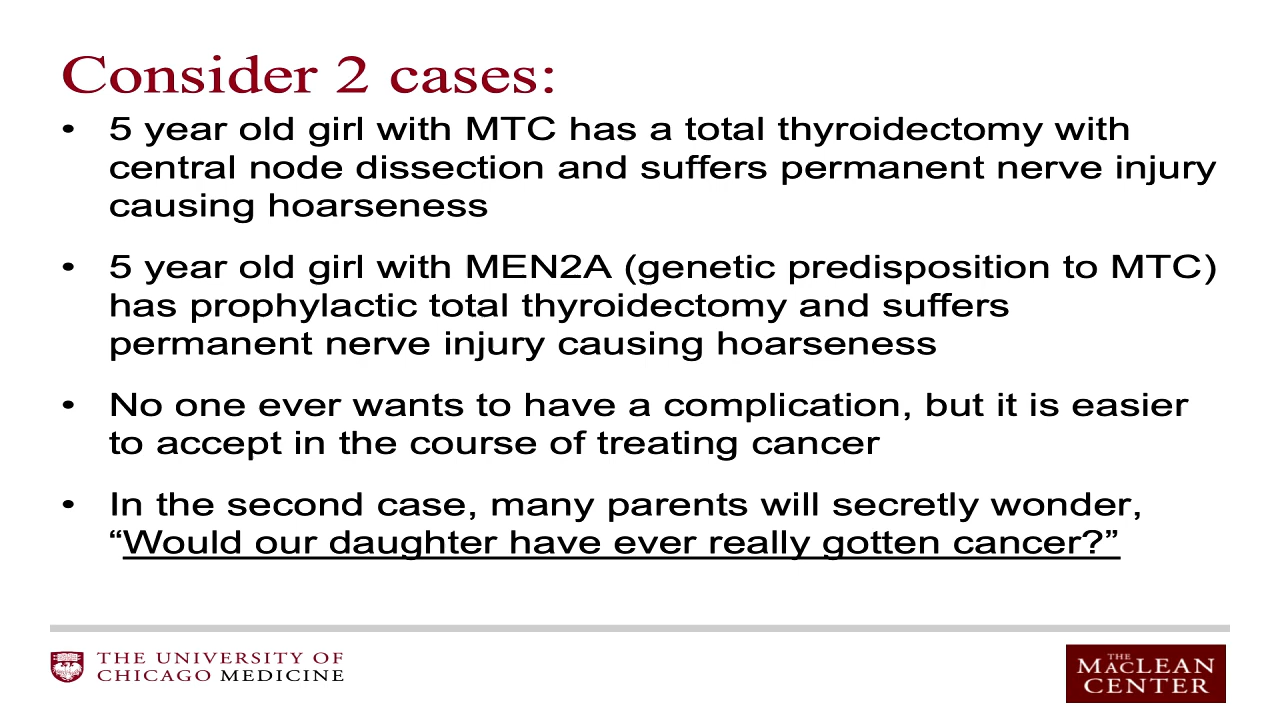 Consider 2 cases:
• 5 year old girl with MTC has a total thyroidectomy with
central node dissection and suffers permanent nerve injury
causing hoarseness
• 5 year old girl with MEN2A (genetic predisposition to MTC)
has prophylactic total thyroidectomy and suffers
permanent nerve injury causing hoarseness
• No one ever wants to have a complication, but it is easier
to accept in the course of treating cancer
• In the second case, many parents will secretly wonder,
“Would our daughter have ever really gotten cancer?”
THE UNIVERSITY OF
CHICAGO MEDICINE
THE
MACLEAN
CENTER